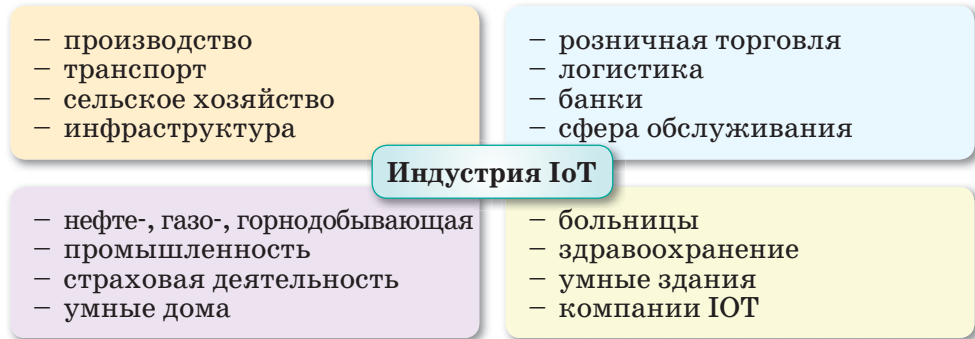 – производство
– транспорт
– сельское хозяйство
– инфраструктура
– розничная торговля
– логистика
– банки
– сфера обслуживания
Индустрия IoT
– нефте-, газо-, горнодобывающая
– промышленность
– страховая деятельность
– умные дома
– больницы
– здравоохранение
– умные здания
– компании IOT